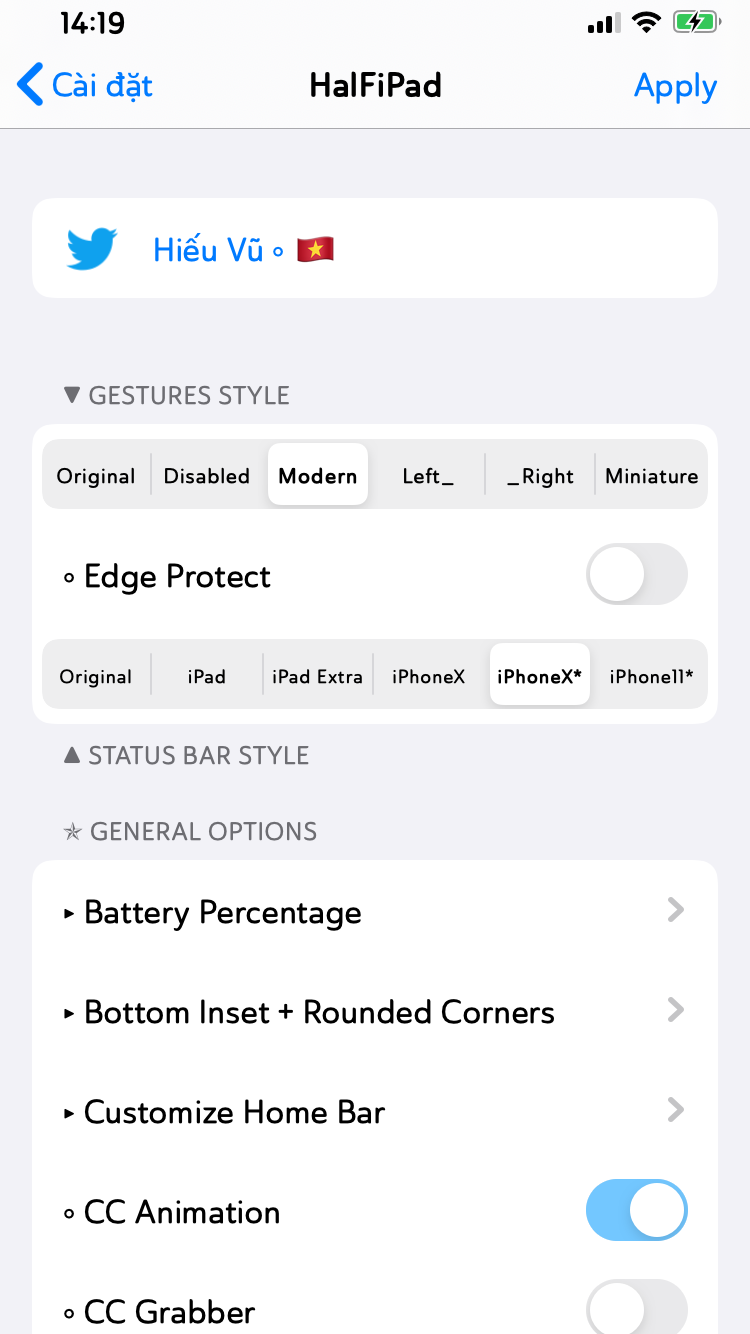 14:19
Cài đặt HalFiPad Apply
Hiếu Vũ ∘ 🇻🇳
▼ GESTURES STYLE
Original Disabled Modern Left_ _Right Miniature
∘ Edge Protect
Original iPad iPad Extra iPhoneX iPhoneX* iPhone11*
▲ STATUS BAR STYLE
✯ GENERAL OPTIONS
▸ Battery Percentage
▸ Bottom Inset + Rounded Corners
▸ Customize Home Bar
∘ CC Animation
∘ CC Grabber